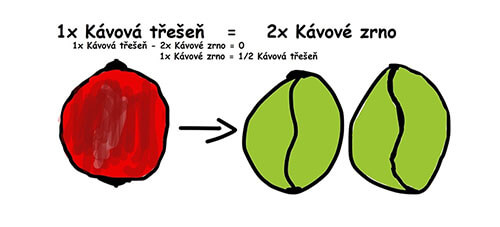 1x Kávová třešeň = 2x Kávové zrno
1x Kávová třešeň - 2x Kávové zrno = 0
1x Kávové zrno = 1/2 Kávová třešeň